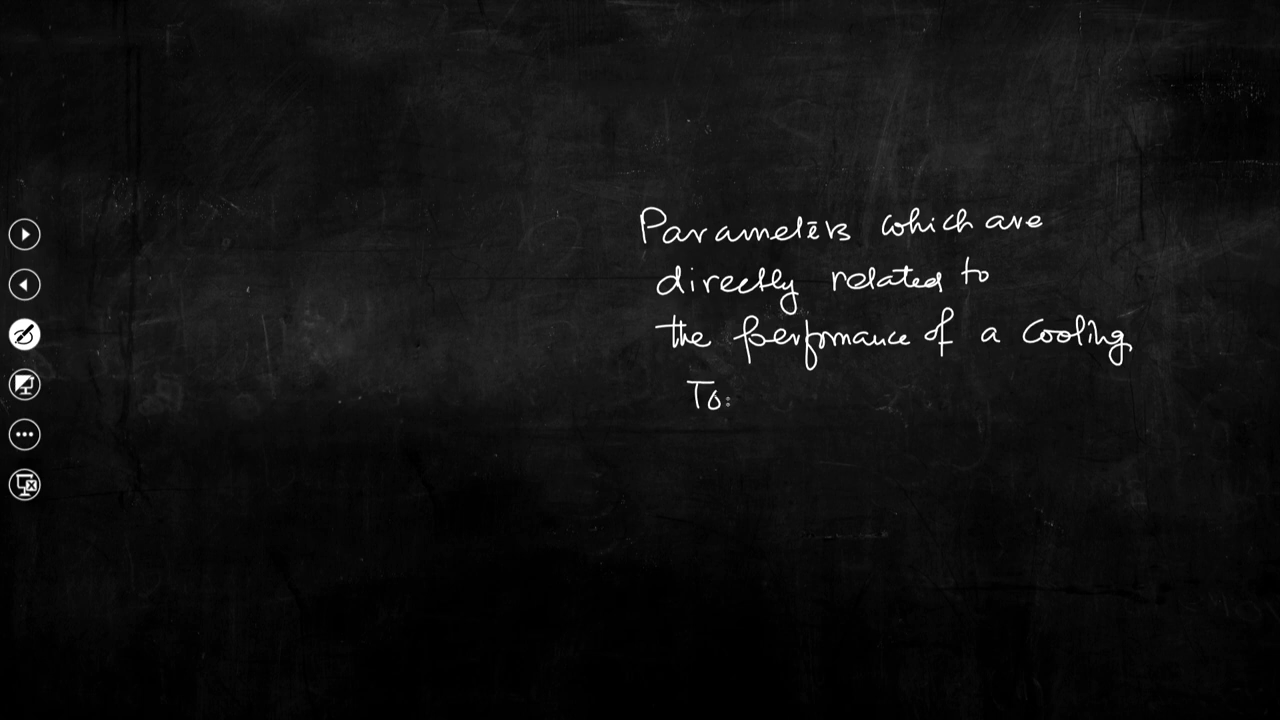 Parameters which are
directly related to
the performance of a cooling
To